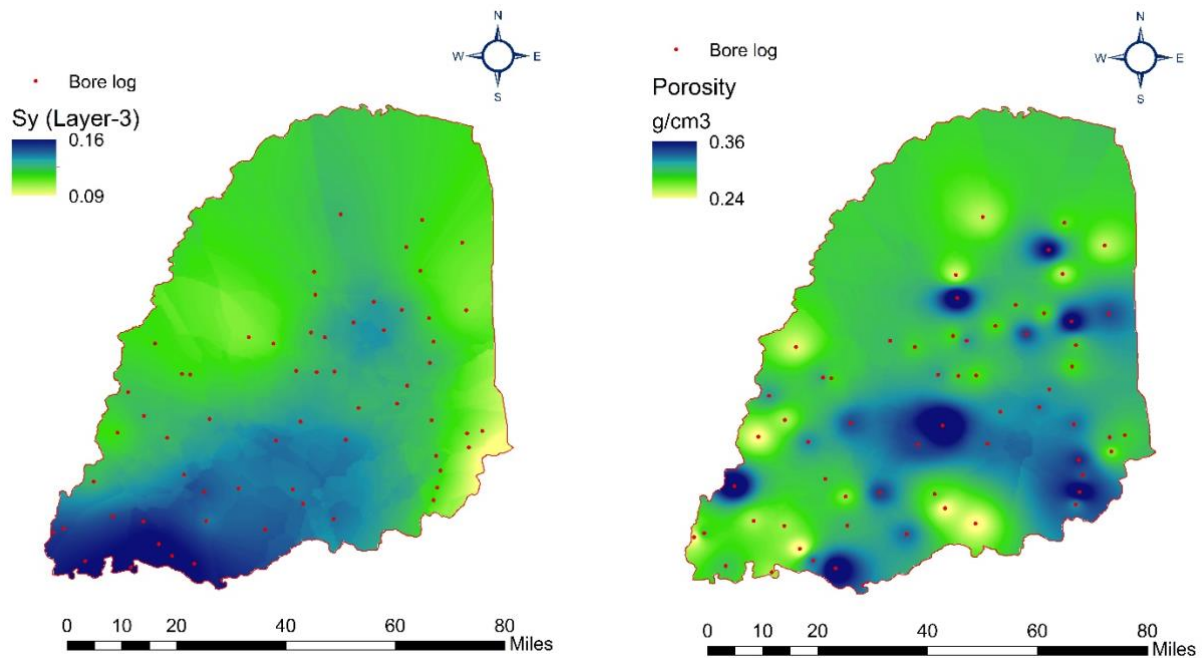 N
W E
S
Bore log
Sy (Layer-3)
0.16
0.09
0 10 20 40 60 80
Miles
N
W E
S
Bore log
Porosity
g/cm3
0.36
0.24
0 10 20 40 60 80
Miles